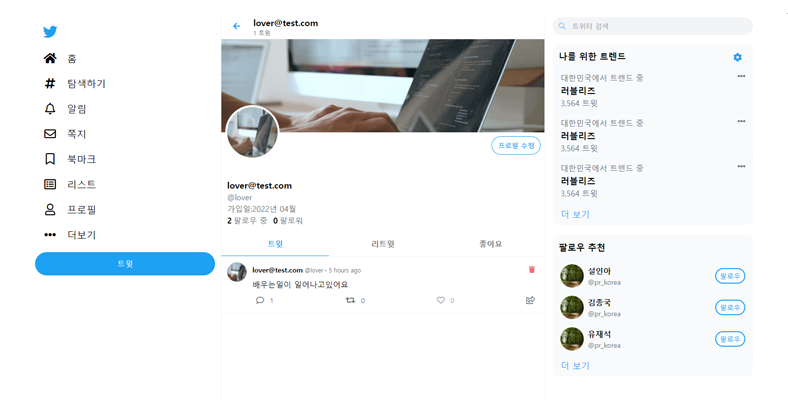 홈
탐색하기
알림
쪽지
북마크
리스트
프로필
더보기
트윗
lover@test.com
1 트윗
프로필 수정
lover@test.com
@lover
가입일:2022년 04월
2 팔로우 중 0 팔로워
트윗 리트윗 좋아요
lover@test.com @lover - 5 hours ago
배우는일이 일어나고있어요
1 0 0
트위터 검색
나를 위한 트렌드
대한민국에서 트렌드 중
러블리즈
3,564 트윗
대한민국에서 트렌드 중
러블리즈
3,564 트윗
대한민국에서 트렌드 중
러블리즈
3,564 트윗
더 보기
팔로우 추천
설인아
@pr_korea
팔로우
김종국
@pr_korea
팔로우
유재석
@pr_korea
팔로우
더 보기